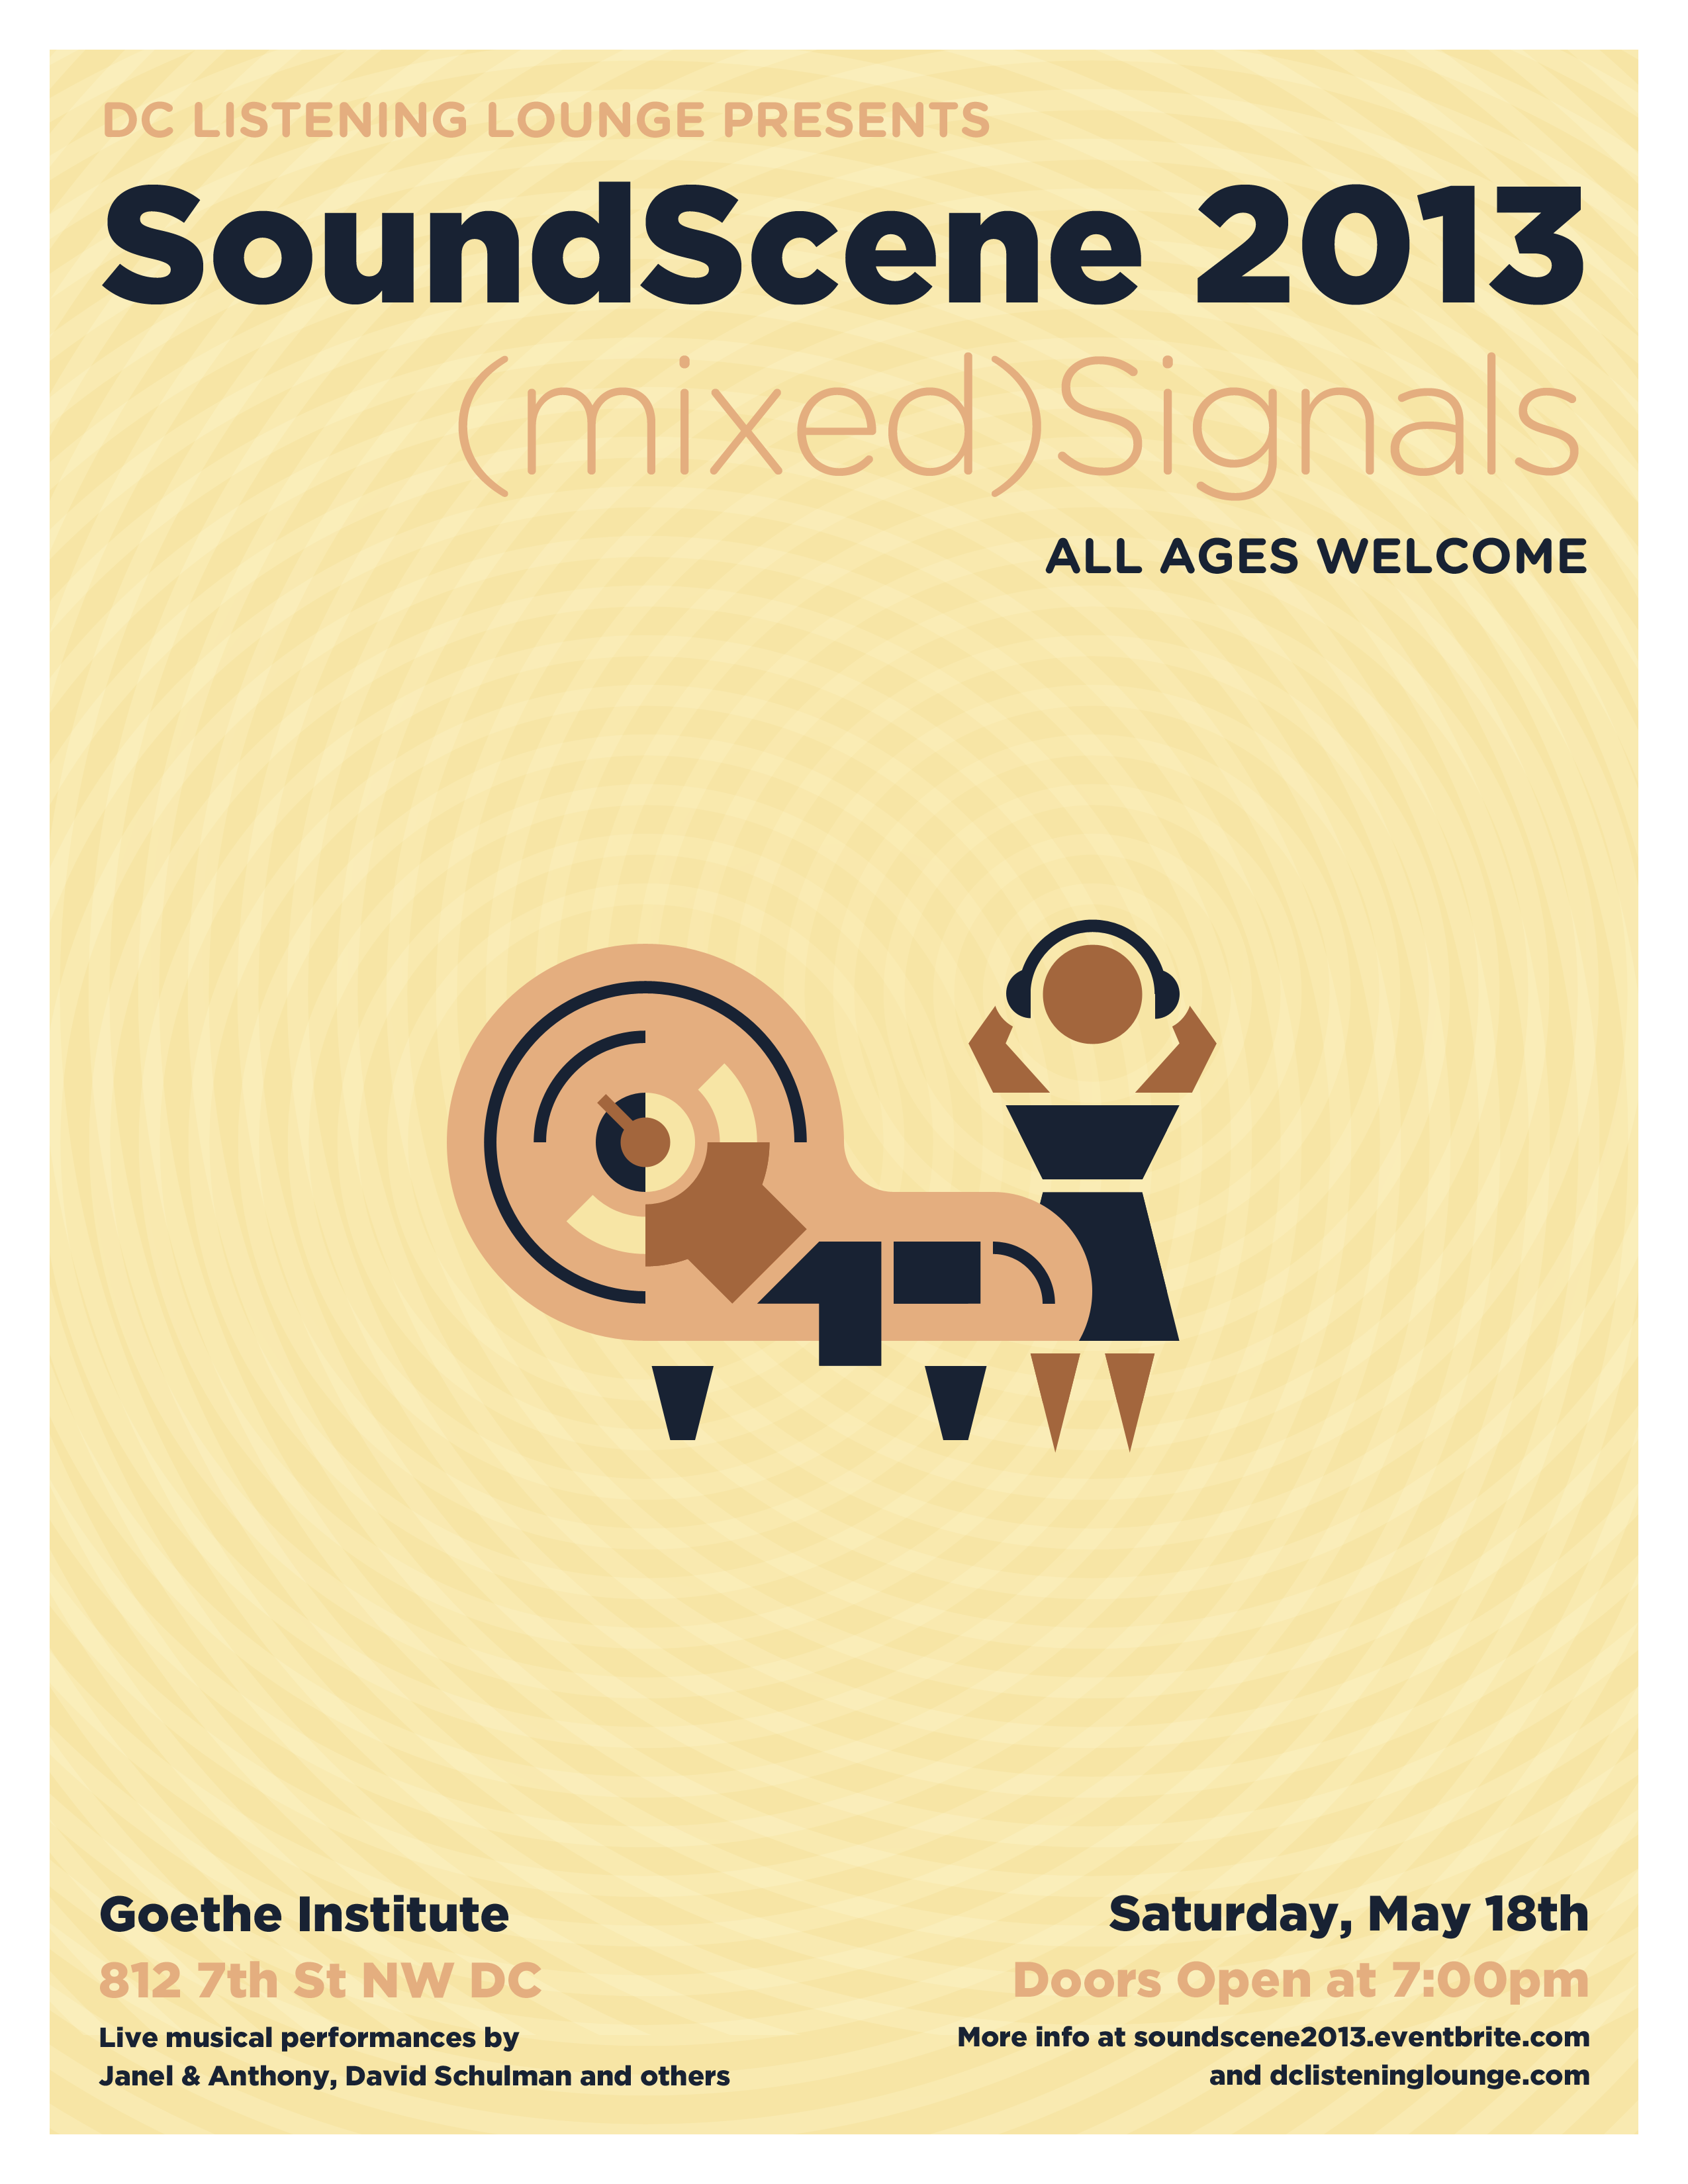 DC LISTENING LOUNGE PRESENTS
SoundScene 2013
(mixed)Signals
ALL AGES WELCOME
Goethe Institute
812 7th St NW DC
Live musical performances by
Janel & Anthony, David Schulman and others
Saturday, May 18th
Doors Open at 7:00pm
More info at soundscene2013.eventbrite.com
and dclisteninglounge.com